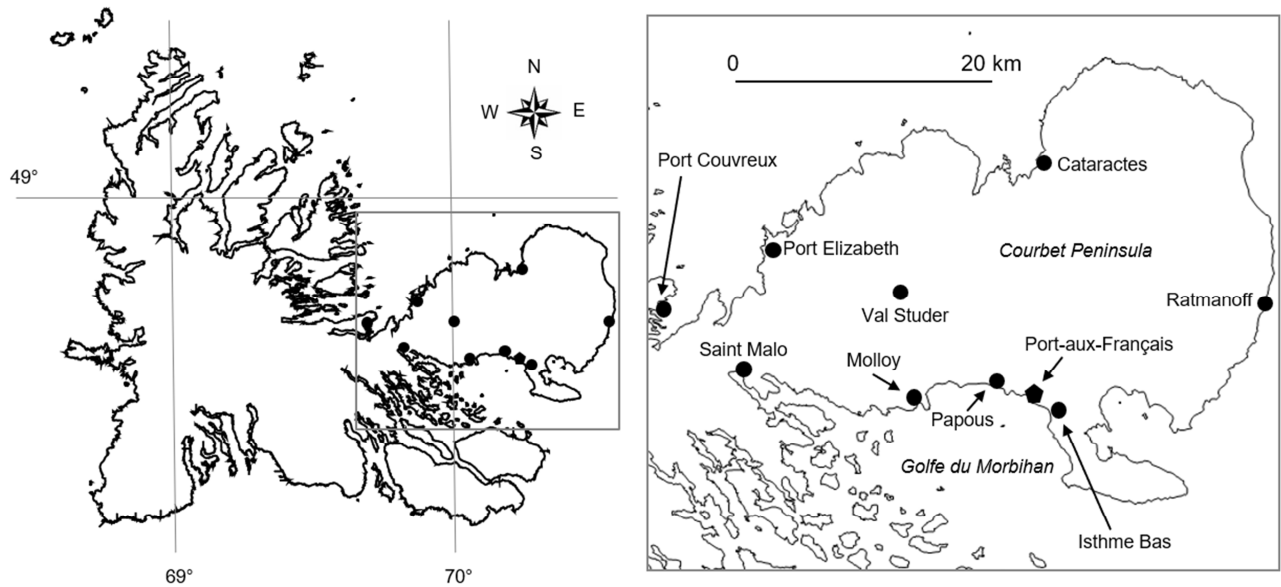 N
W E
S
49°
69° 70°
0 20 km
Port Couvreux
Cataractes
Port Elizabeth
Courbet Peninsula
Val Studer
Ratmanoff
Saint Malo
Molloy
Port-aux-Français
Papous
Golfe du Morbihan
Isthme Bas